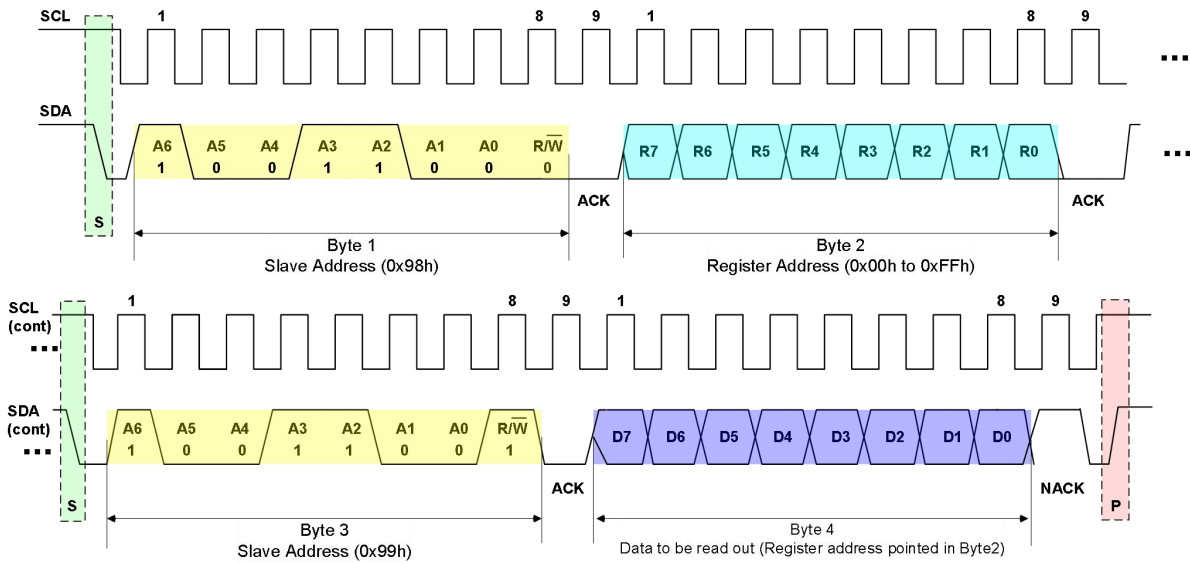 SCL 1 8 9 1 8 9
...
SDA
A6 A5 A4 A3 A2 A1 A0 R/W̅ R7 R6 R5 R4 R3 R2 R1 R0
1 0 0 1 1 0 0 0
...
ACK ACK
S
Byte 1 Byte 2
Slave Address (0x98h) Register Address (0x00h to 0xFFh)
SCL 1 8 9 1 8 9
(cont)
...
SDA
(cont)
...
A6 A5 A4 A3 A2 A1 A0 R/W̅ D7 D6 D5 D4 D3 D2 D1 D0
1 0 0 1 1 0 0 1
ACK NACK
S P
Byte 3 Byte 4
Slave Address (0x99h) Data to be read out (Register address pointed in Byte2)